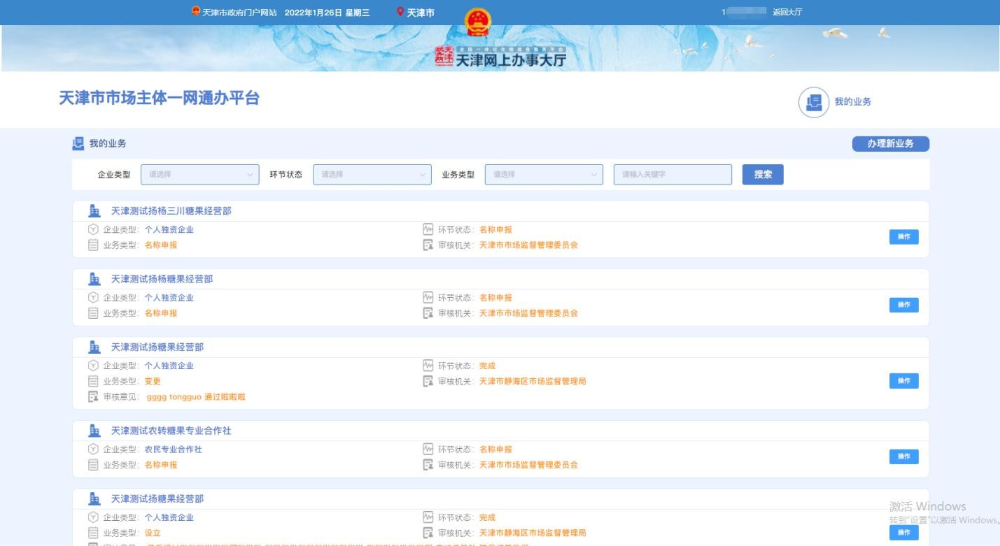 天津市政府门户网站 2022年1月26日 星期三 天津市 1 返回大厅
全国一体化在线政务服务平台
天津网上办事大厅
天津市市场主体一网通办平台
我的业务
我的业务 办理新业务
企业类型 请选择 环节状态 请选择 业务类型 请选择 请输入关键字 搜索
天津测试扬杨三川糖果经营部
企业类型: 个人独资企业 环节状态: 名称申报
操作
业务类型: 名称申报 审核机关: 天津市市场监督管理委员会
天津测试扬杨糖果经营部
企业类型: 个人独资企业 环节状态: 名称申报
操作
业务类型: 名称申报 审核机关: 天津市市场监督管理委员会
天津测试扬糖果经营部
企业类型: 个人独资企业 环节状态: 完成
业务类型: 变更 审核机关: 天津市静海区市场监督管理局 操作
审核意见: gggg tongguo 通过啦啦啦
天津测试农转糖果专业合作社
企业类型: 农民专业合作社 环节状态: 名称申报
操作
业务类型: 名称申报 审核机关: 天津市市场监督管理委员会
天津测试扬糖果经营部
激活 Windows
企业类型: 个人独资企业 环节状态: 完成
转到"设置"以激活 Windows。
业务类型: 设立 审核机关: 天津市静海区市场监督管理局 操作